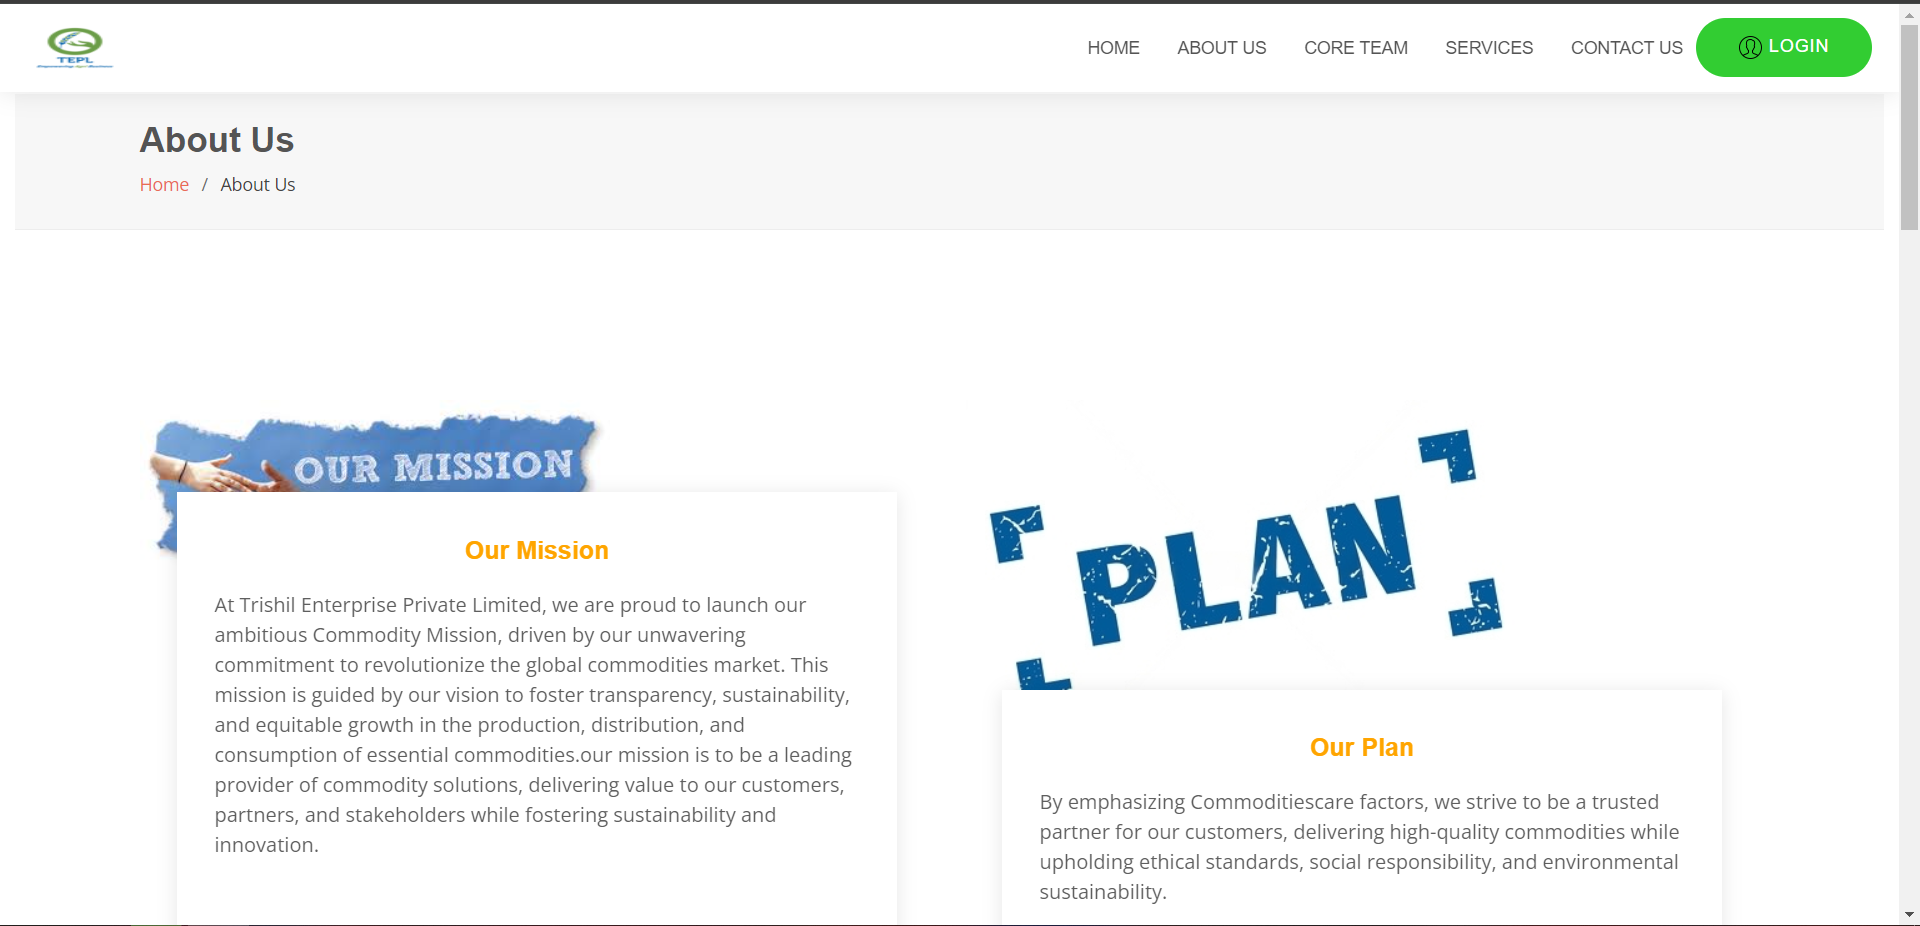 TEPL
HOME ABOUT US CORE TEAM SERVICES CONTACT US LOGIN
About Us
Home / About Us
OUR MISSION
PLAN
Our Mission
At Trishil Enterprise Private Limited, we are proud to launch our
ambitious Commodity Mission, driven by our unwavering
commitment to revolutionize the global commodities market. This
mission is guided by our vision to foster transparency, sustainability,
and equitable growth in the production, distribution, and
consumption of essential commodities.our mission is to be a leading
provider of commodity solutions, delivering value to our customers,
partners, and stakeholders while fostering sustainability and
innovation.
Our Plan
By emphasizing Commoditiescare factors, we strive to be a trusted
partner for our customers, delivering high-quality commodities while
upholding ethical standards, social responsibility, and environmental
sustainability.